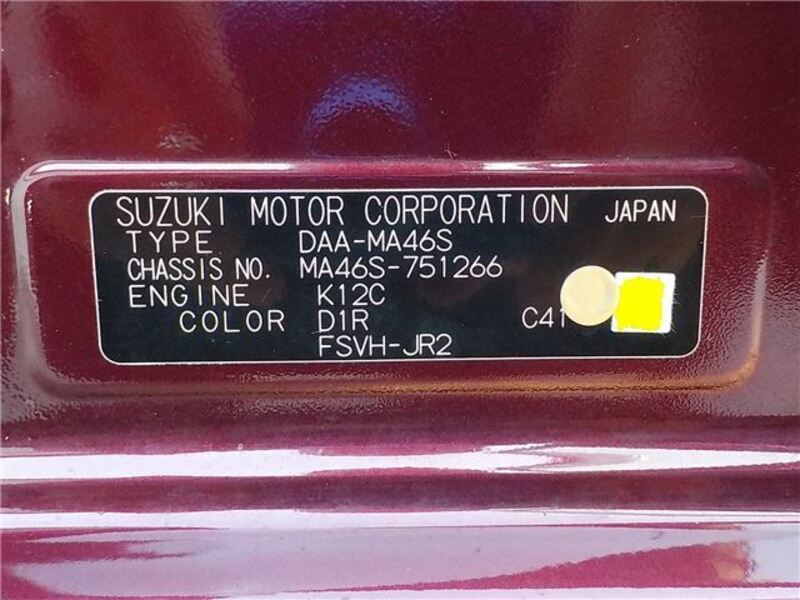 SUZUKI MOTOR CORPORATION JAPAN
TYPE DAA-MA46S
CHASSIS NO. MA46S-751266
ENGINE K12C
COLOR D1R C41
FSVH-JR2